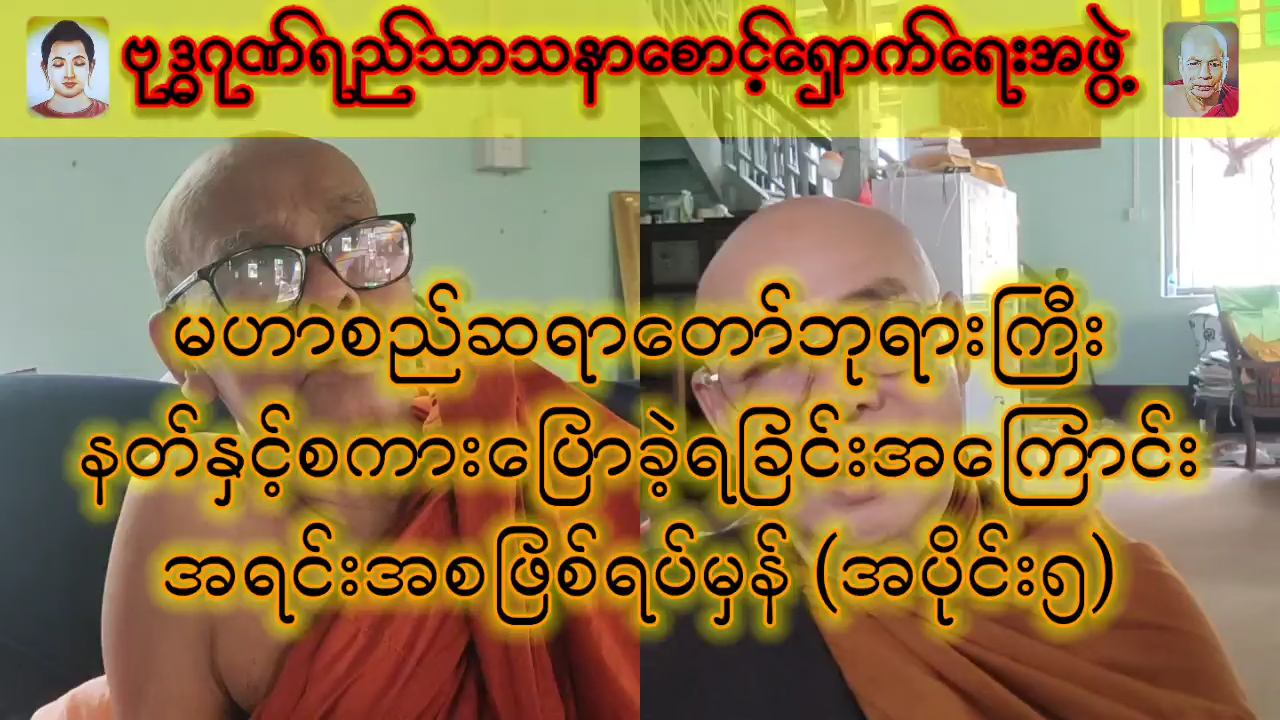 ဗုဒ္ဓဂုဏ်ရည်သာသနာစောင့်ရှောက်ရေးအဖွဲ့
မဟာစည်ဆရာတော်ဘုရားကြီး
နတ်နှင့်စကားပြောခဲ့ရခြင်းအကြောင်း
အရင်းအစဖြစ်ရပ်မှန် (အပိုင်း၅)